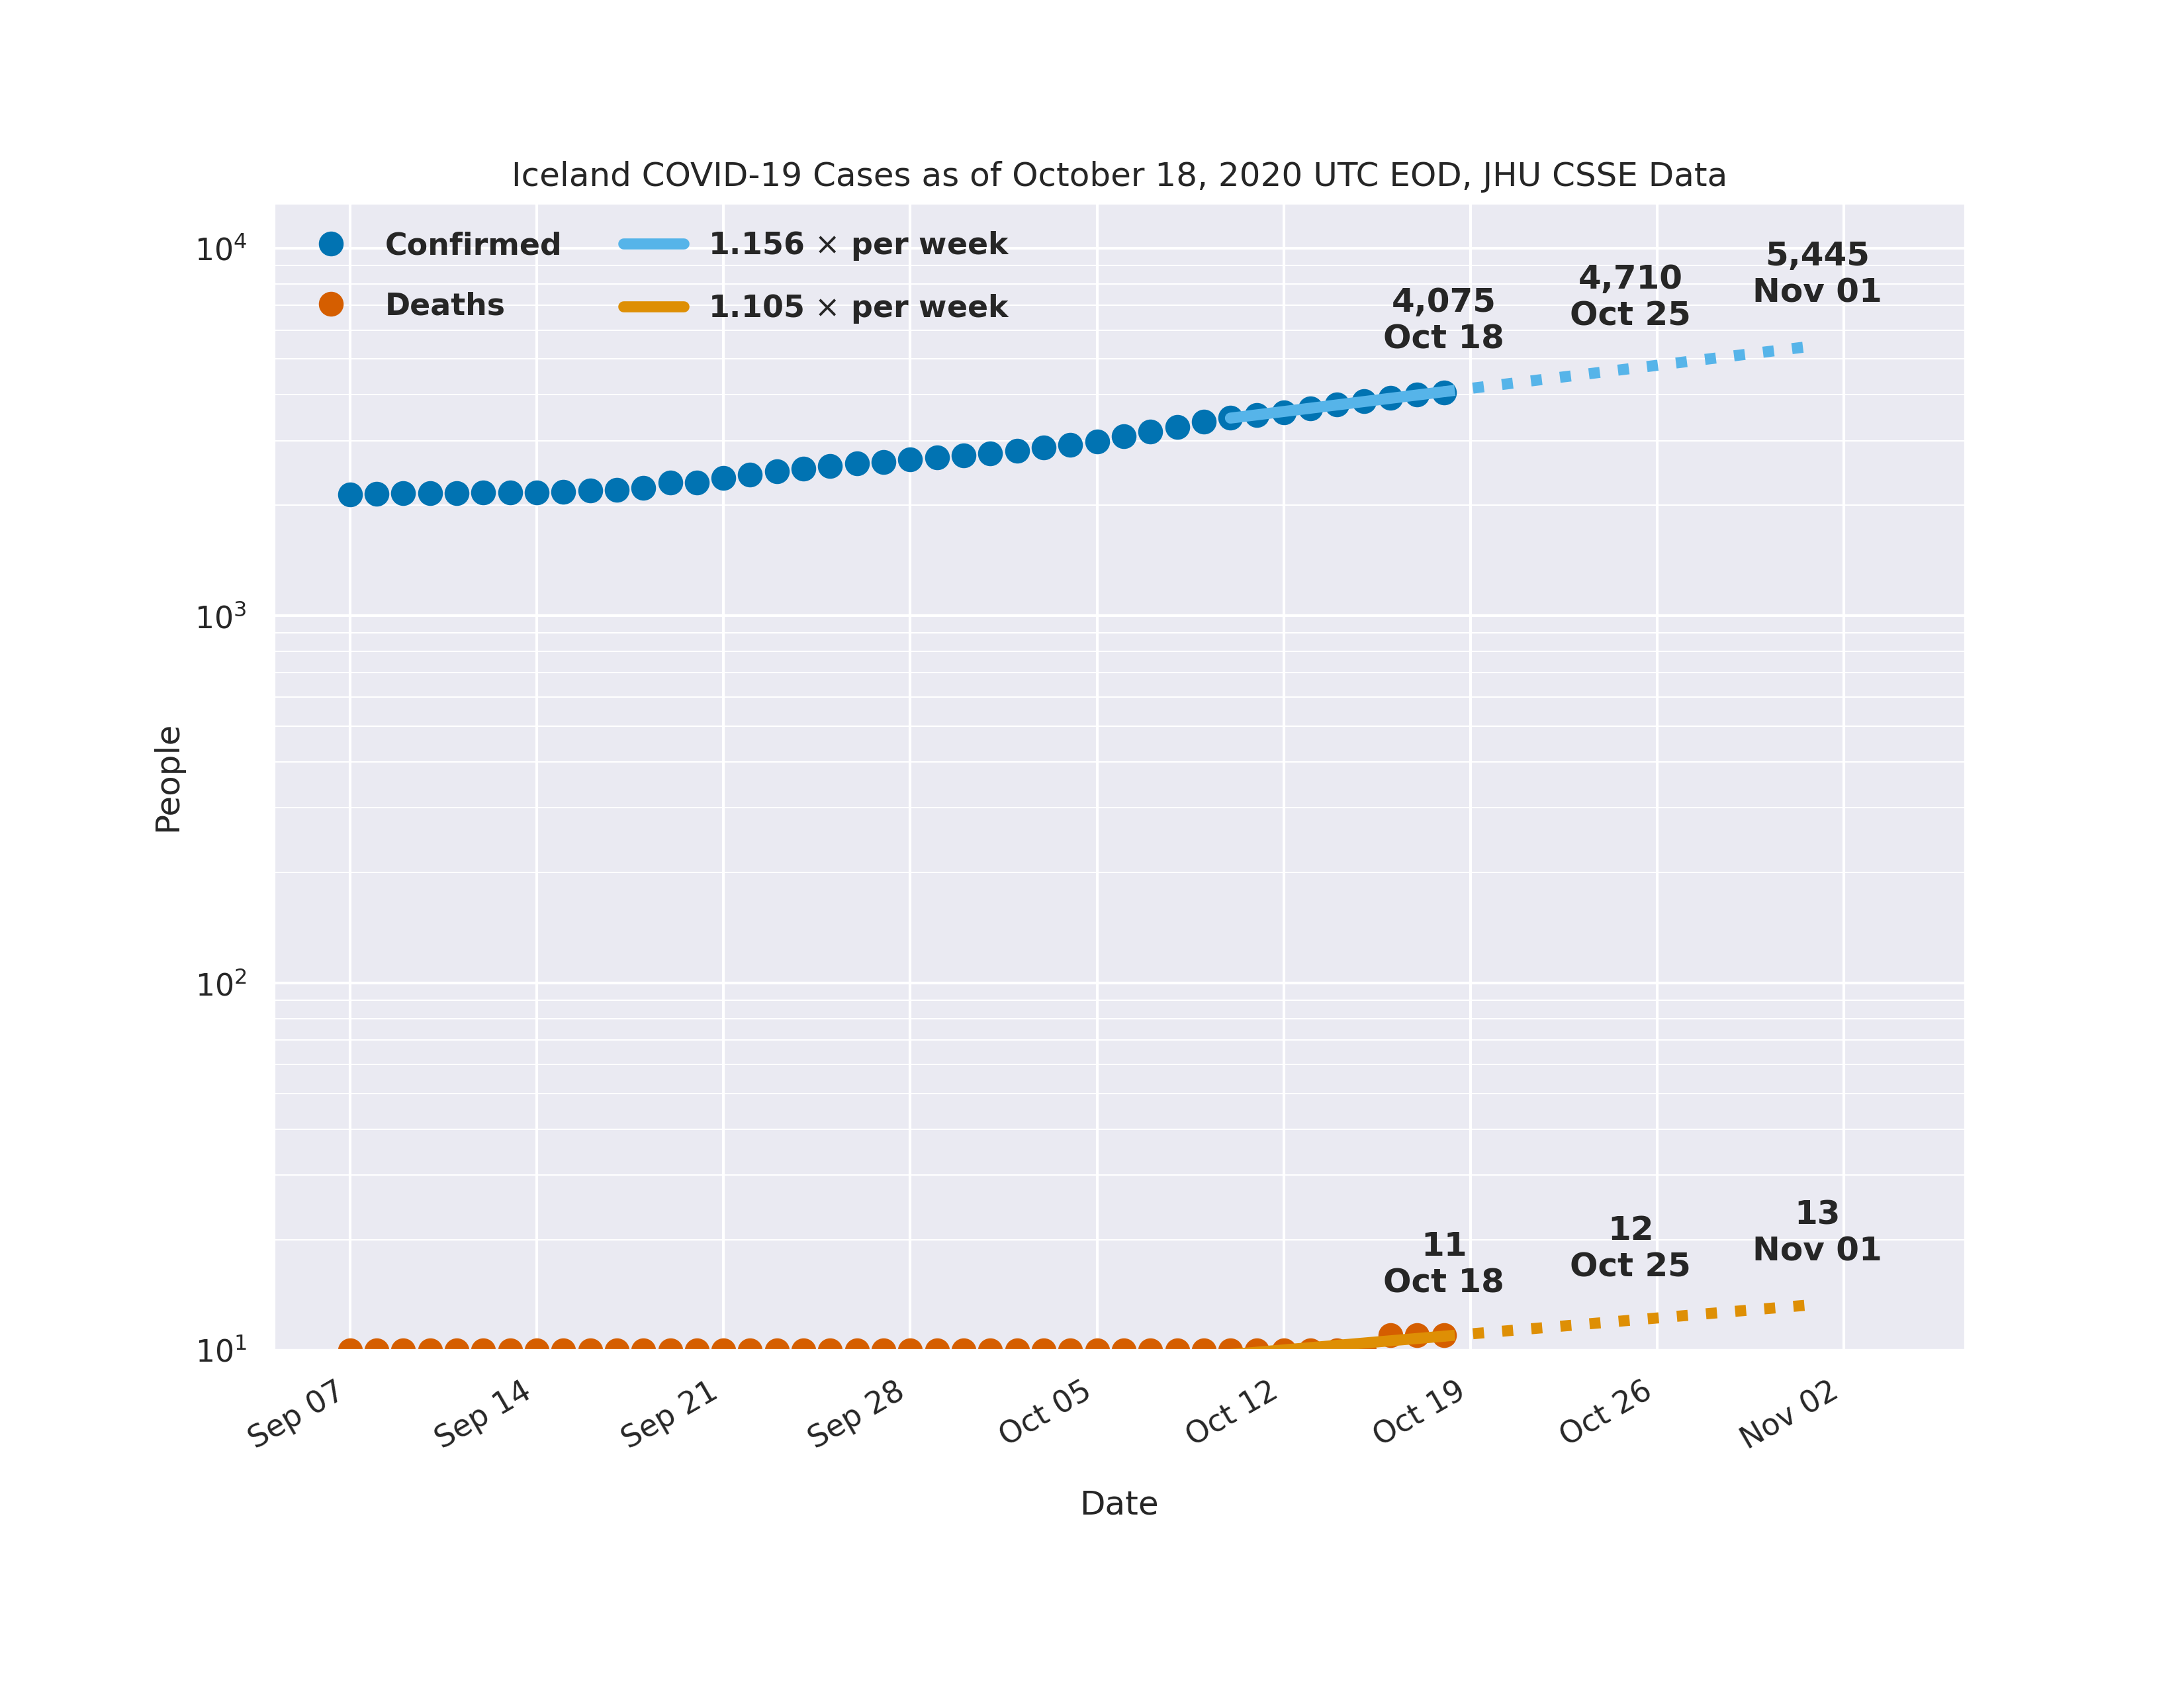 Iceland COVID-19 Cases as of October 18, 2020 UTC EOD, JHU CSSE Data
Confirmed
Deaths
1.156 × per week
1.105 × per week
4,075
Oct 18
4,710
Oct 25
5,445
Nov 01
11
Oct 18
12
Oct 25
13
Nov 01
10⁴
10³
10²
10¹
People
Sep 07
Sep 14
Sep 21
Sep 28
Oct 05
Oct 12
Oct 19
Oct 26
Nov 02
Date